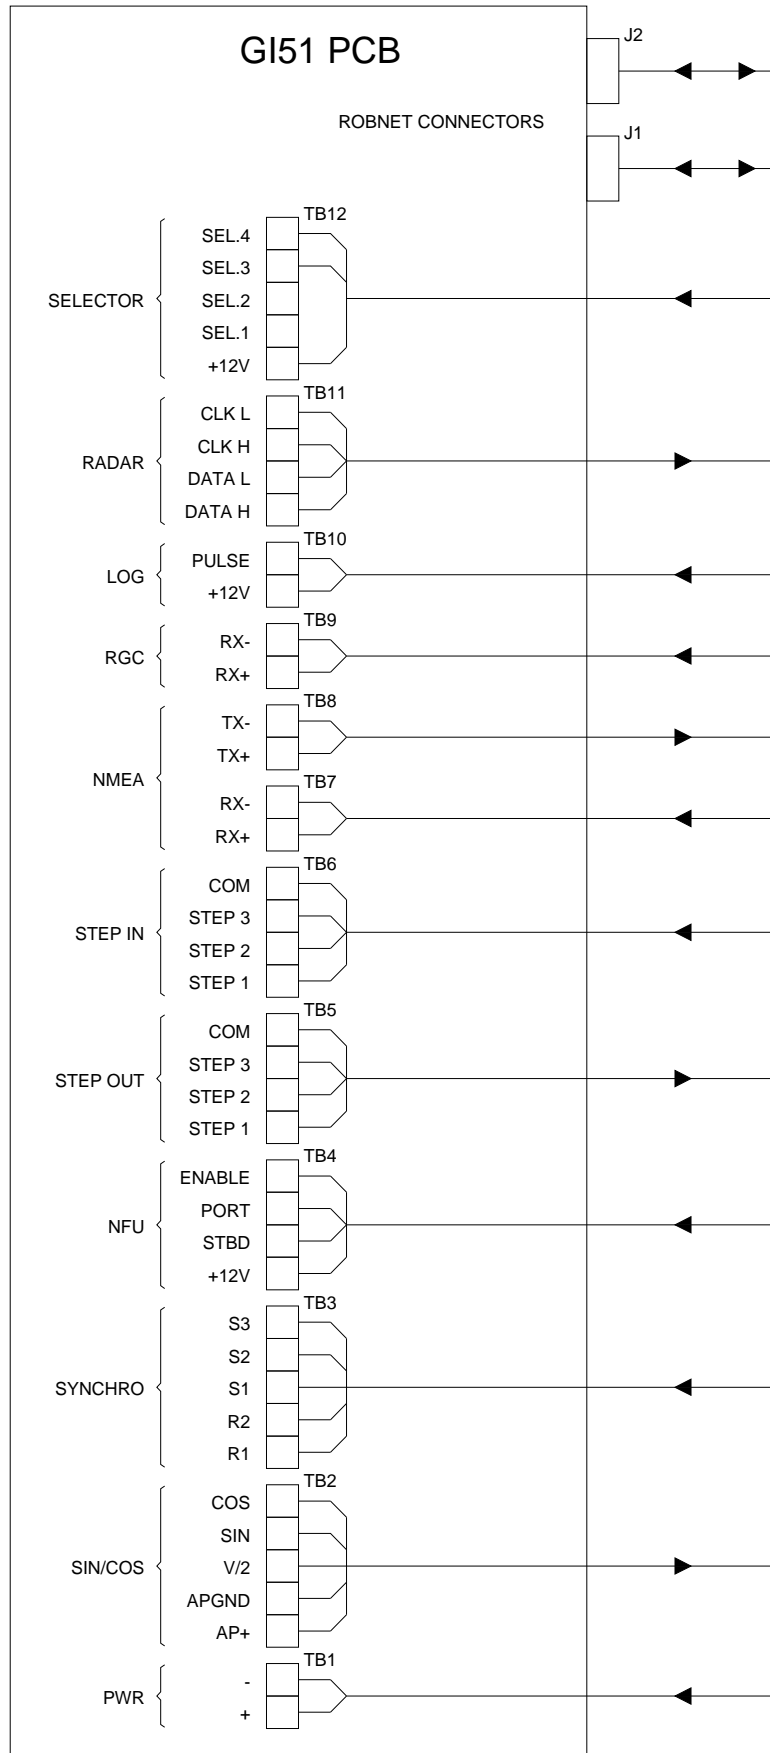 GI51 PCB
J2
ROBNET CONNECTORS
J1
TB12
SEL.4
SEL.3
SELECTOR
SEL.2
SEL.1
+12V
TB11
CLK L
CLK H
RADAR
DATA L
DATA H
TB10
PULSE
LOG
+12V
TB9
RX-
RGC
RX+
TB8
TX-
TX+
NMEA
TB7
RX-
RX+
TB6
COM
STEP 3
STEP IN
STEP 2
STEP 1
TB5
COM
STEP 3
STEP OUT
STEP 2
STEP 1
TB4
ENABLE
PORT
NFU
STBD
+12V
TB3
S3
S2
SYNCHRO
S1
R2
R1
TB2
COS
SIN
SIN/COS
V/2
APGND
AP+
TB1
-
PWR
+